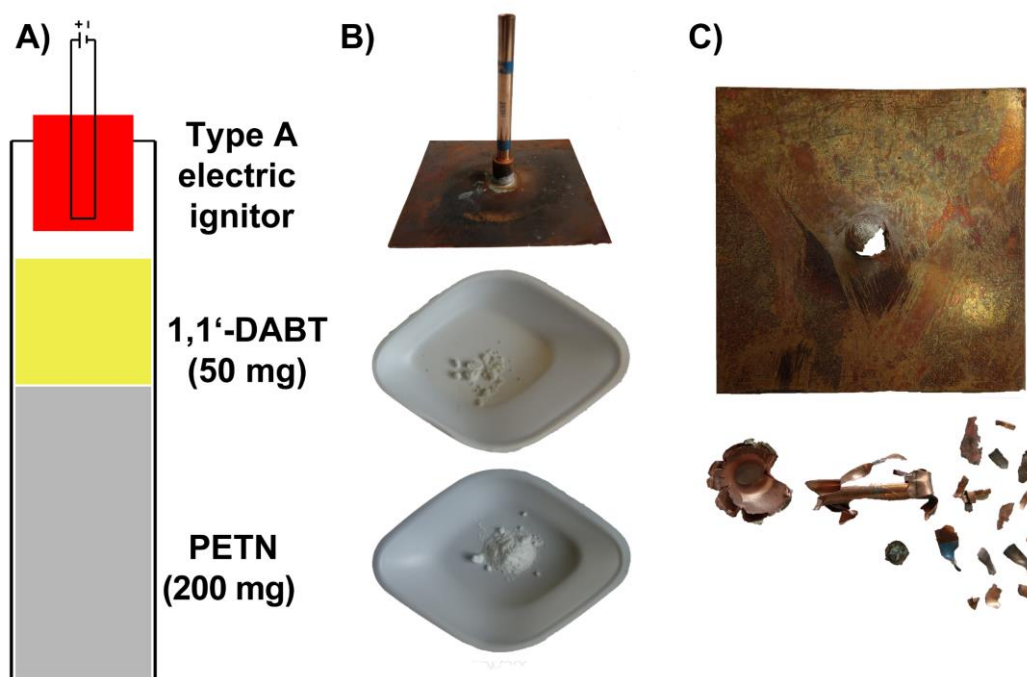 A)
+ı
Type A
electric
ignitor
1,1‘-DABT
(50 mg)
PETN
(200 mg)
B)
C)